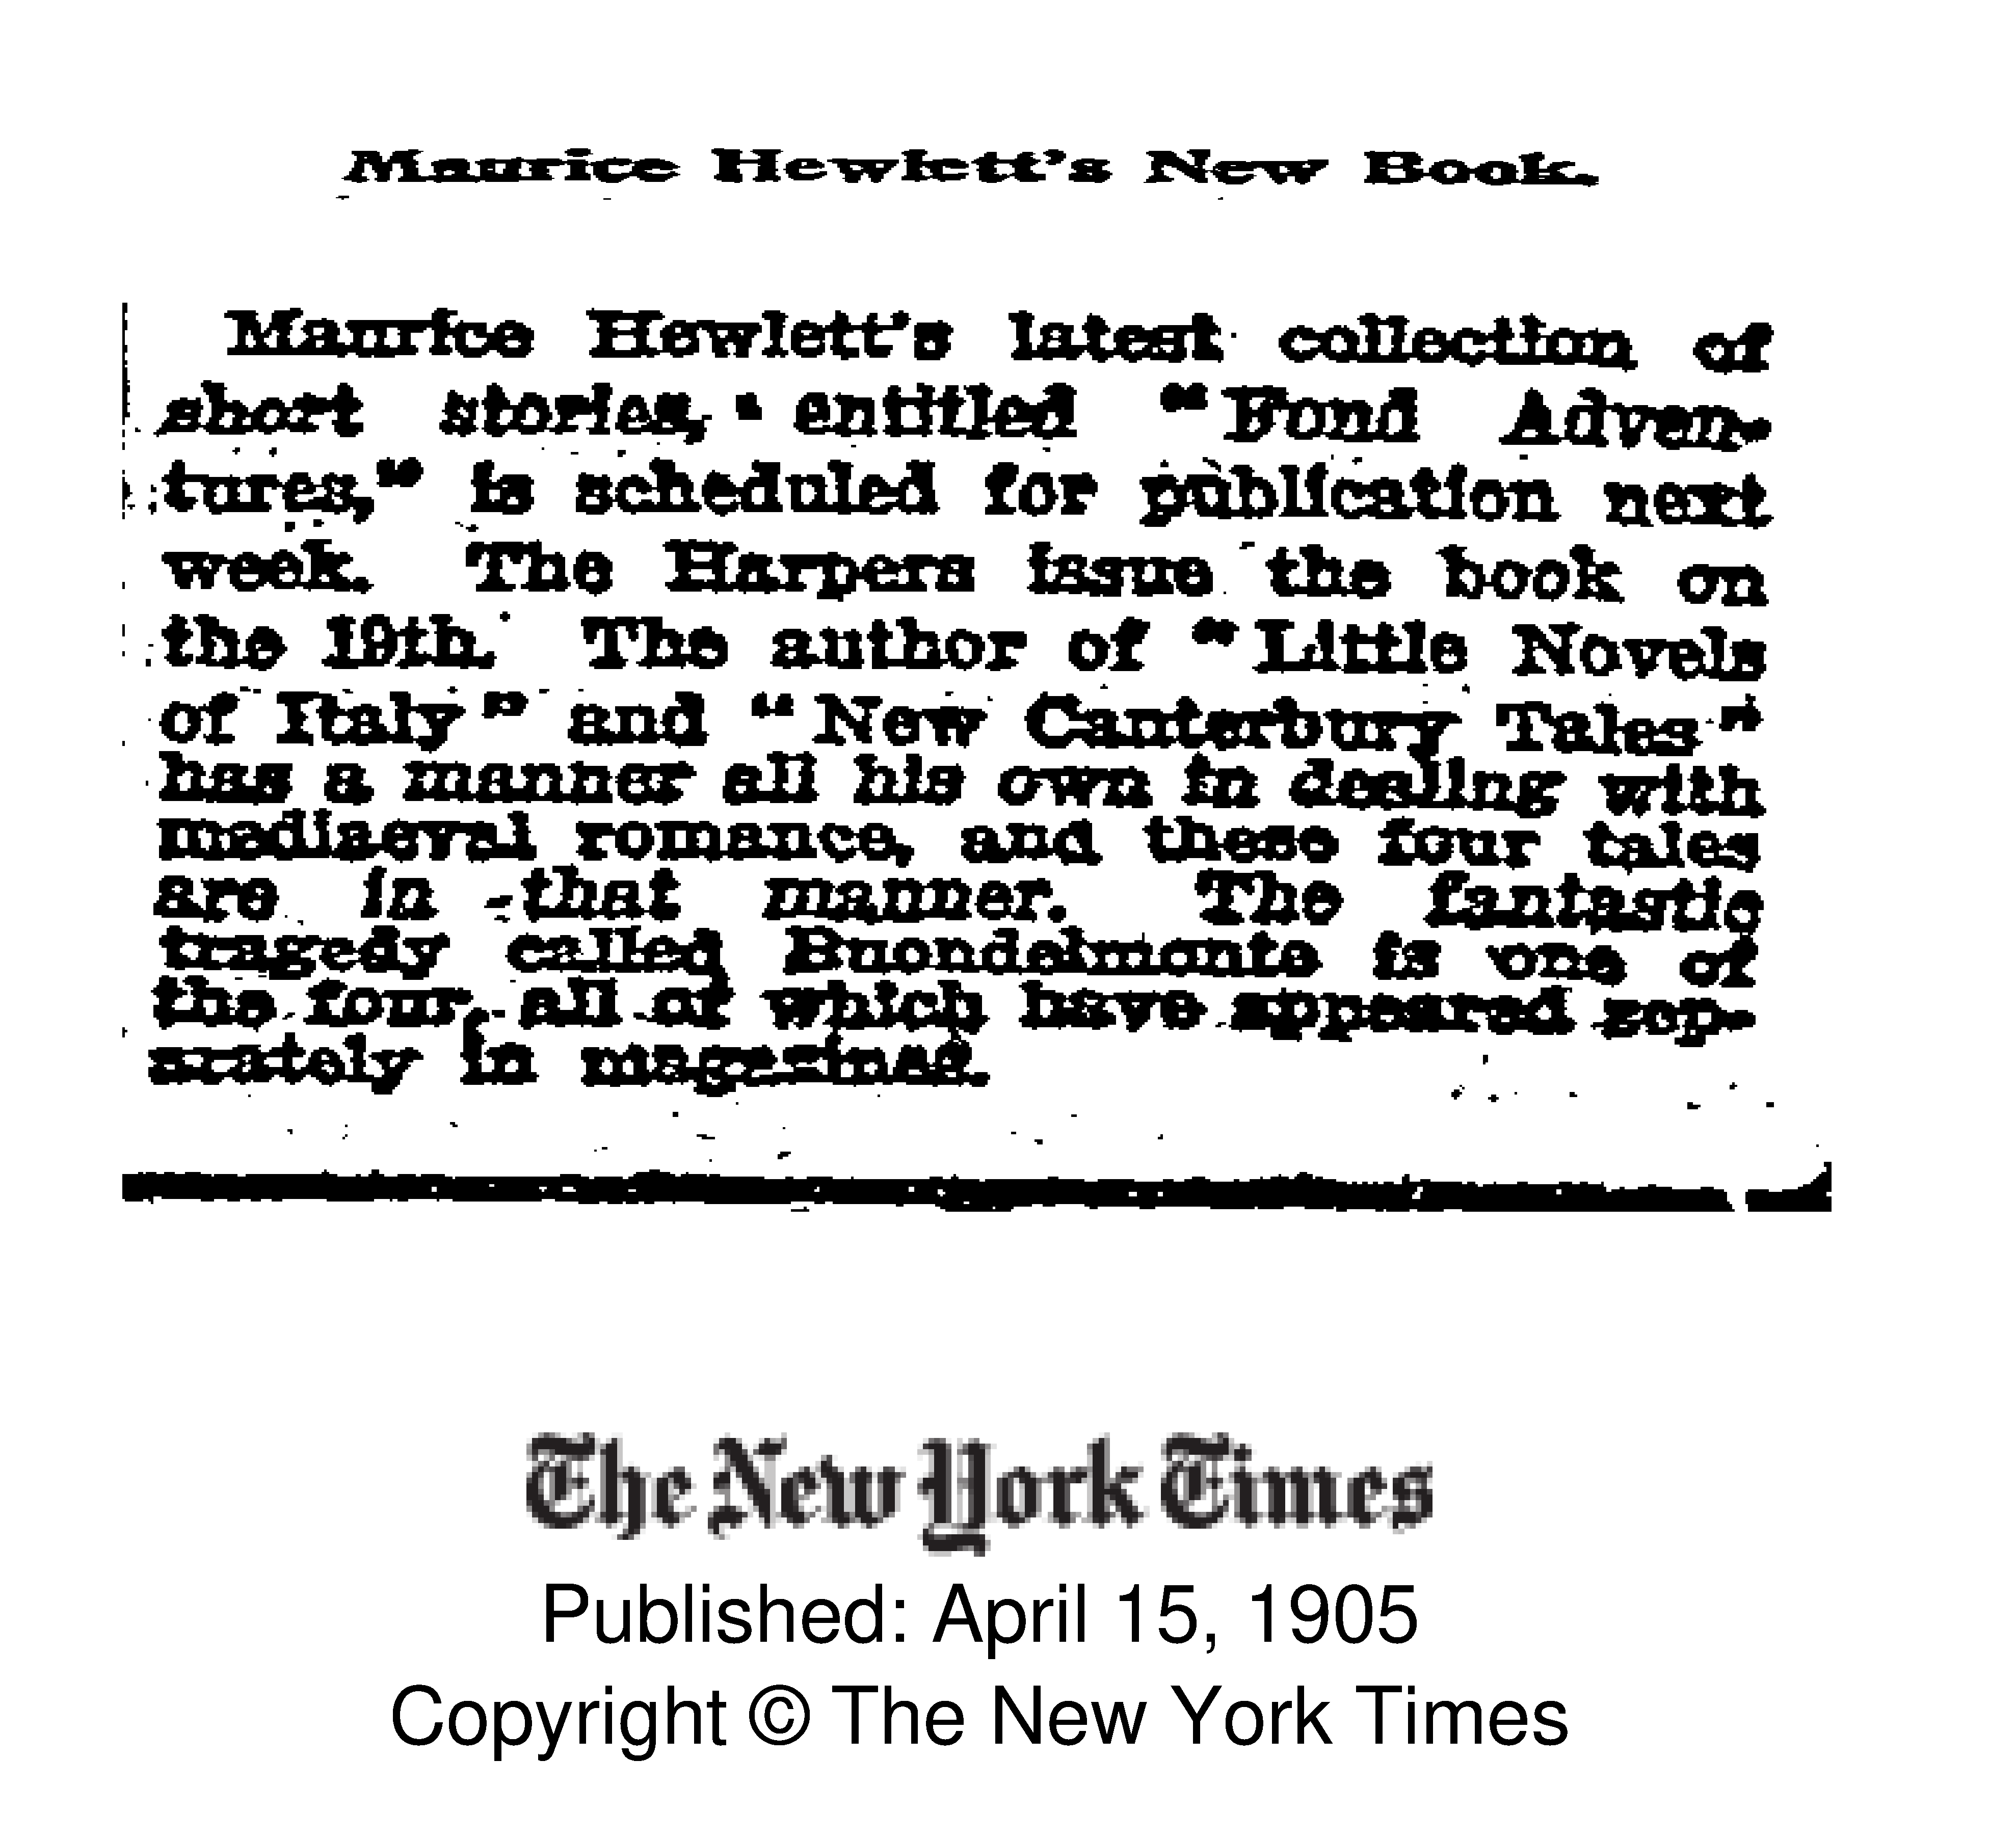 Maurice Hewlett's New Book.
Maurice Hewlett's latest collection of
short stories, entitled "Fond Adven-
tures," is scheduled for publication next
week. The Harpers issue the book on
the 19th. The author of "Little Novels
of Italy" and "New Canterbury Tales"
has a manner all his own in dealing with
mediaeval romance, and these four tales
are in that manner. The fantastic
tragedy called Buondelmonte is one of
the four, all of which have appeared sep-
arately in magazines.
The New York Times
Published: April 15, 1905
Copyright © The New York Times